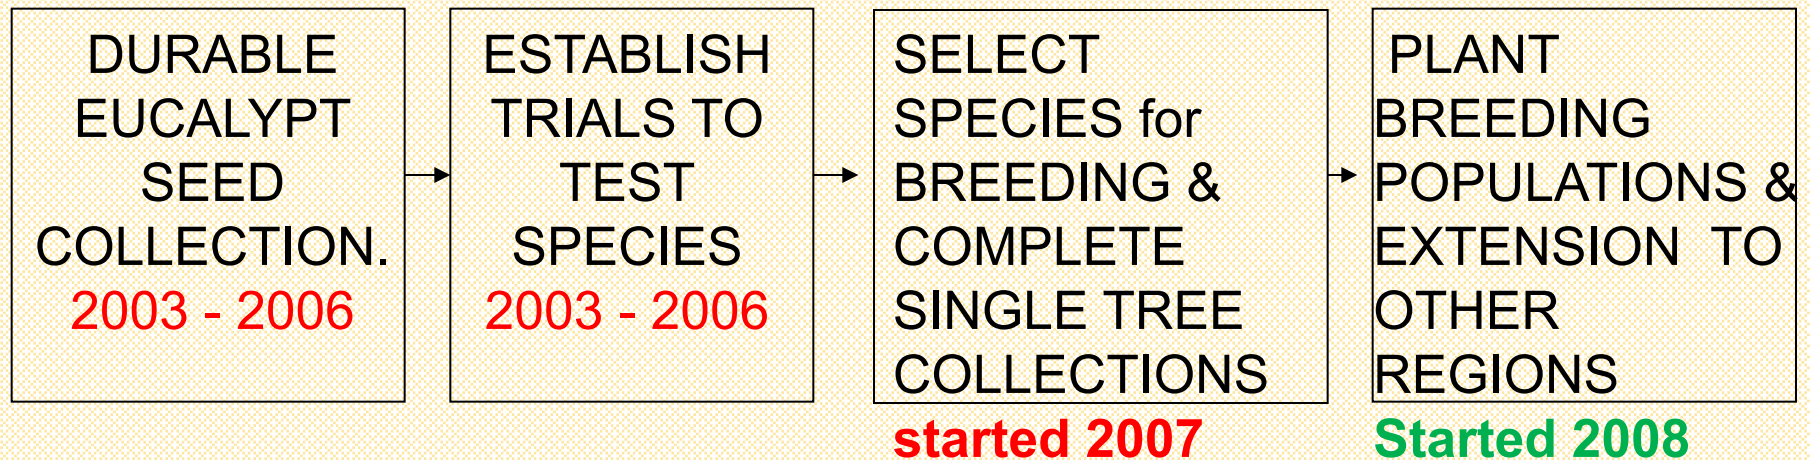 DURABLE
EUCALYPT
SEED
COLLECTION.
2003 - 2006
ESTABLISH
TRIALS TO
TEST
SPECIES
2003 - 2006
SELECT
SPECIES for
BREEDING &
COMPLETE
SINGLE TREE
COLLECTIONS
started 2007
PLANT
BREEDING
POPULATIONS &
EXTENSION TO
OTHER
REGIONS
Started 2008